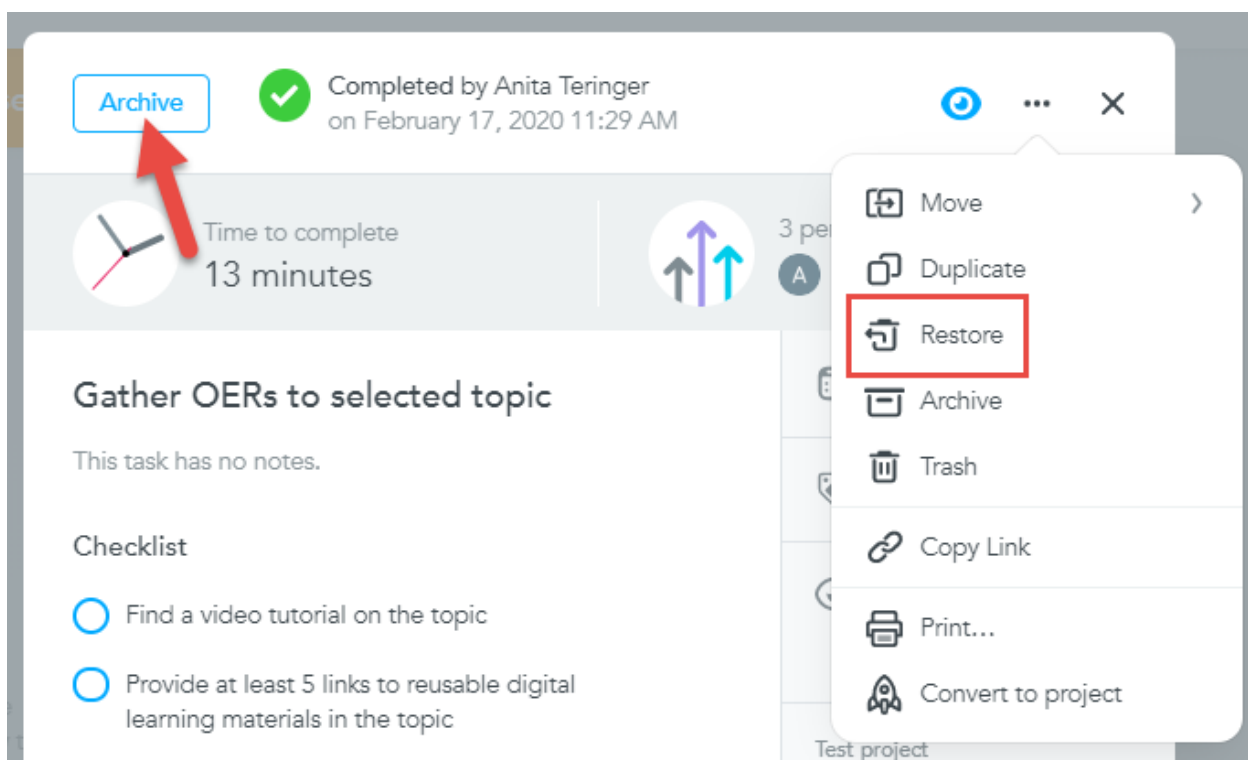 Archive
Completed by Anita Teringer
on February 17, 2020 11:29 AM
Time to complete
13 minutes
3
A
Move
Duplicate
Restore
Archive
Trash
Copy Link
Print...
Convert to project
Gather OERs to selected topic
This task has no notes.
Checklist
Find a video tutorial on the topic
Provide at least 5 links to reusable digital
learning materials in the topic
Test project